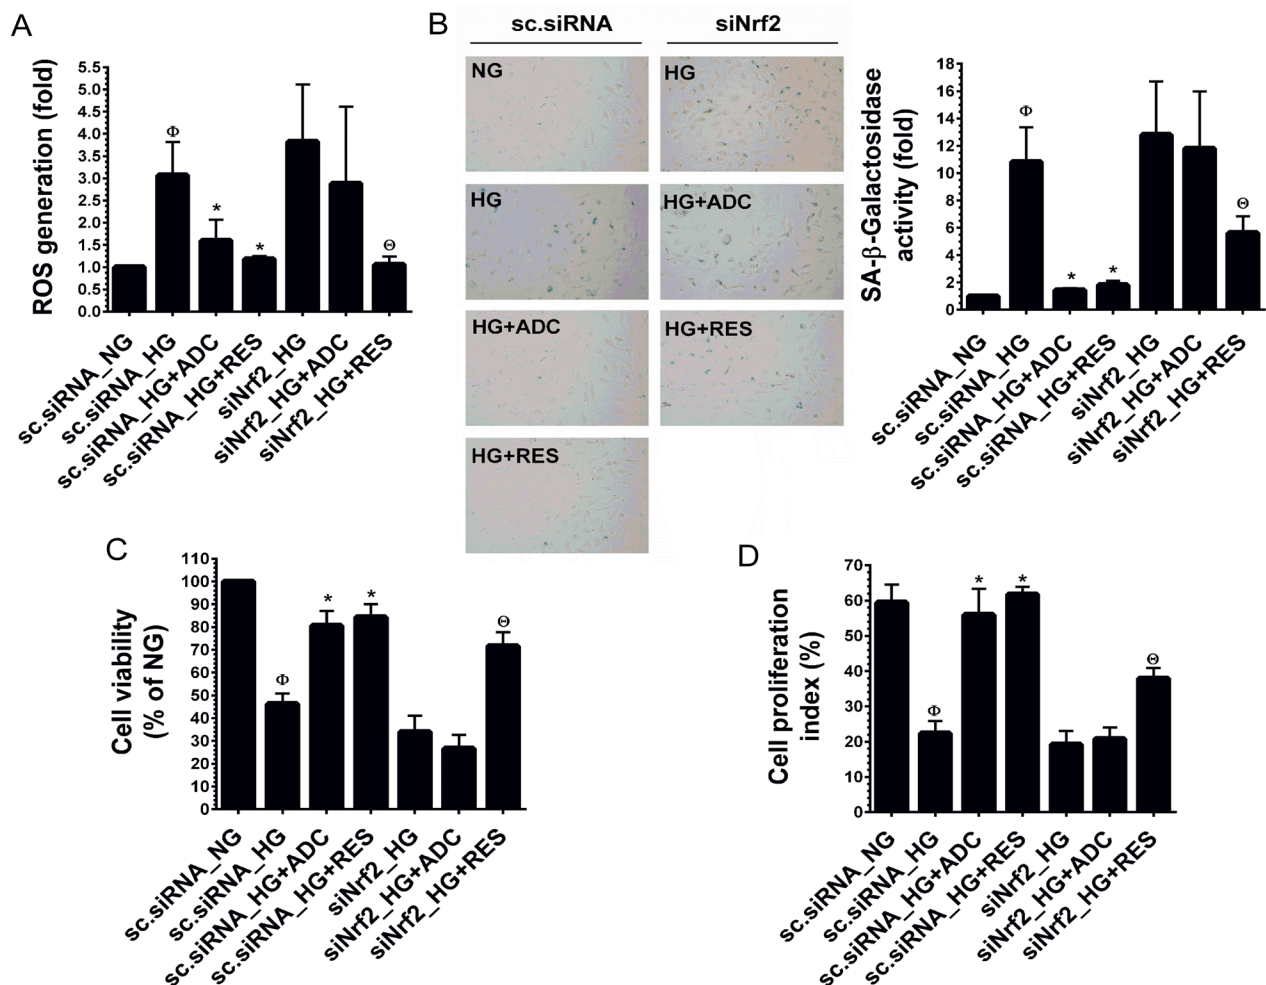 A
ROS generation (fold)
5.5
5.0
4.5
4.0
3.5
3.0
2.5
2.0
1.5
1.0
0.5
0.0
Φ
*
*
Θ
sc.siRNA_NG
sc.siRNA_HG
sc.siRNA_HG+ADC
sc.siRNA_HG+RES
siNrf2_HG
siNrf2_HG+ADC
siNrf2_HG+RES
B
sc.siRNA
siNrf2
NG
HG
HG
HG+ADC
HG+ADC
HG+RES
HG+RES
SA-β-Galactosidase
activity (fold)
18
16
14
12
10
8
6
4
2
0
Φ
*
*
Θ
sc.siRNA_NG
sc.siRNA_HG
sc.siRNA_HG+ADC
sc.siRNA_HG+RES
siNrf2_HG
siNrf2_HG+ADC
siNrf2_HG+RES
C
Cell viability
(% of NG)
110
100
90
80
70
60
50
40
30
20
10
0
Φ
*
*
Θ
sc.siRNA_NG
sc.siRNA_HG
sc.siRNA_HG+ADC
sc.siRNA_HG+RES
siNrf2_HG
siNrf2_HG+ADC
siNrf2_HG+RES
D
Cell proliferation
index (%)
70
60
50
40
30
20
10
0
Φ
*
*
Θ
sc.siRNA_NG
sc.siRNA_HG
sc.siRNA_HG+ADC
sc.siRNA_HG+RES
siNrf2_HG
siNrf2_HG+ADC
siNrf2_HG+RES